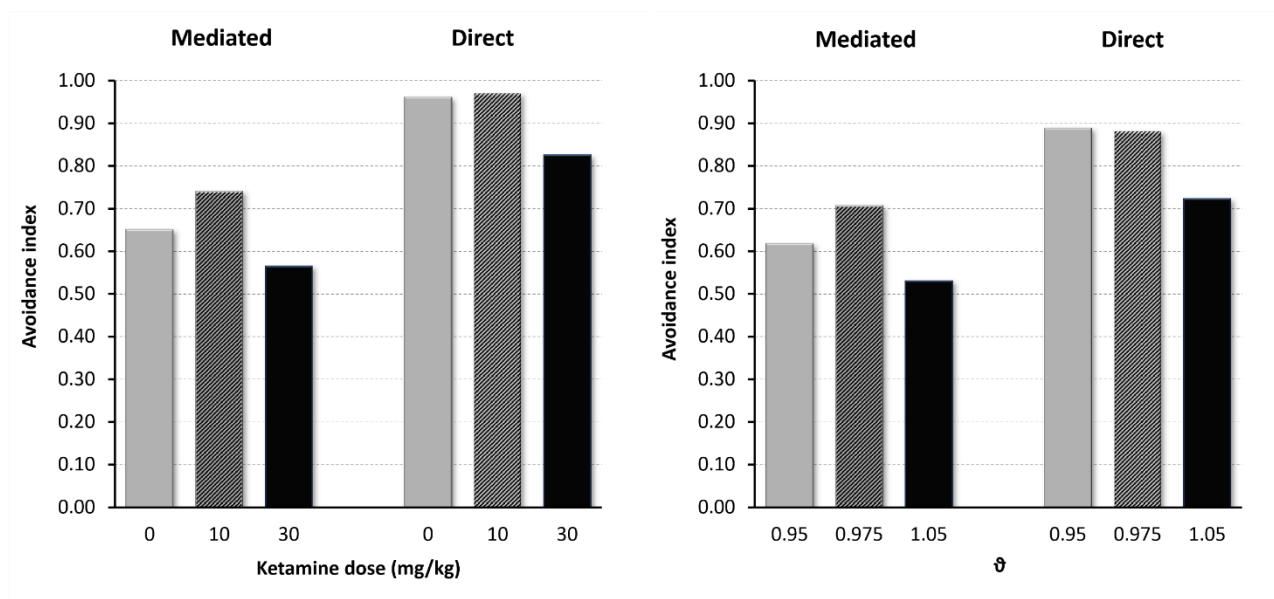 Mediated Direct
1.00
0.90
0.80
0.70
0.60
0.50
0.40
0.30
0.20
0.10
0.00
Avoidance index
0 10 30 0 10 30
Ketamine dose (mg/kg)
Mediated Direct
1.00
0.90
0.80
0.70
0.60
0.50
0.40
0.30
0.20
0.10
0.00
Avoidance index
0.95 0.975 1.05 0.95 0.975 1.05
ϑ